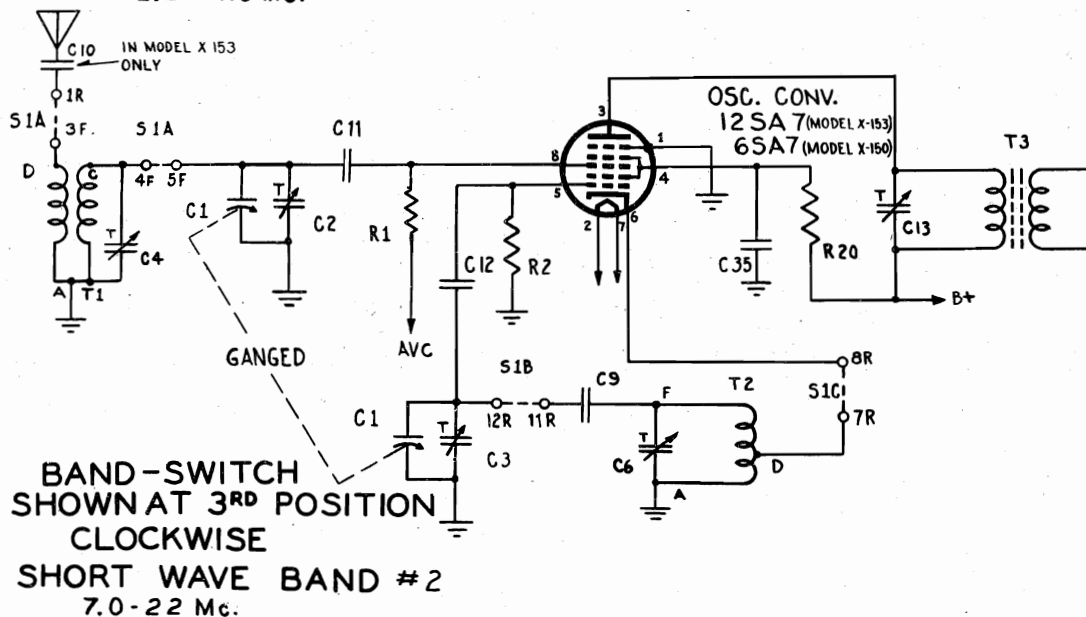 C10
IN MODEL X 153
ONLY
1R
S1A
3F.
S1A
4F
5F
D
C
C4
T
A
T1
C1
T
C2
C11
R1
AVC
8
5
3
1
4
6
2
7
OSC. CONV.
12SA7 (MODEL X-153)
6SA7 (MODEL X-150)
T3
T
C13
R20
C35
B+
C12
R2
GANGED
C1
T
C3
S1B
12R
11R
C9
F
T
C6
A
T2
D
8R
S1C
7R
BAND-SWITCH
SHOWN AT 3RD POSITION
CLOCKWISE
SHORT WAVE BAND #2
7.0-22 Mc.